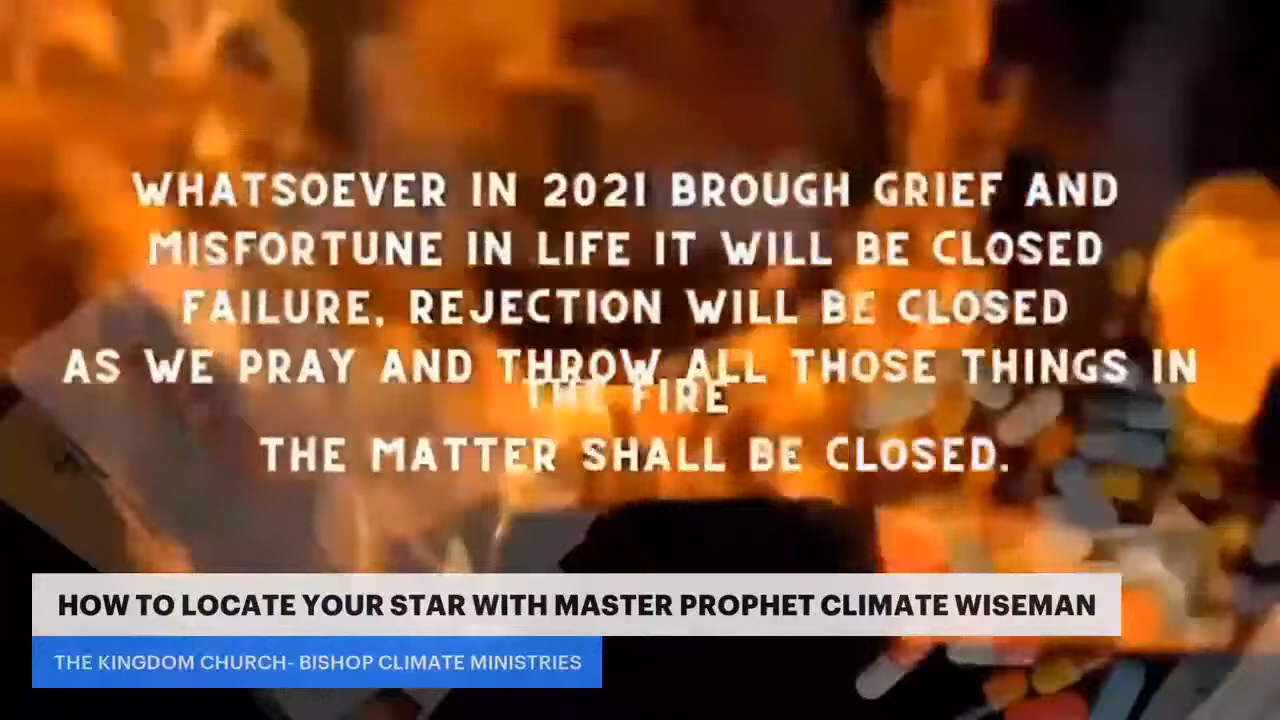 WHATSOEVER IN 2021 BROUGH GRIEF AND
MISFORTUNE IN LIFE IT WILL BE CLOSED
FAILURE, REJECTION WILL BE CLOSED
AS WE PRAY AND THROW ALL THOSE THINGS IN
THE FIRE
THE MATTER SHALL BE CLOSED.
HOW TO LOCATE YOUR STAR WITH MASTER PROPHET CLIMATE WISEMAN
THE KINGDOM CHURCH- BISHOP CLIMATE MINISTRIES